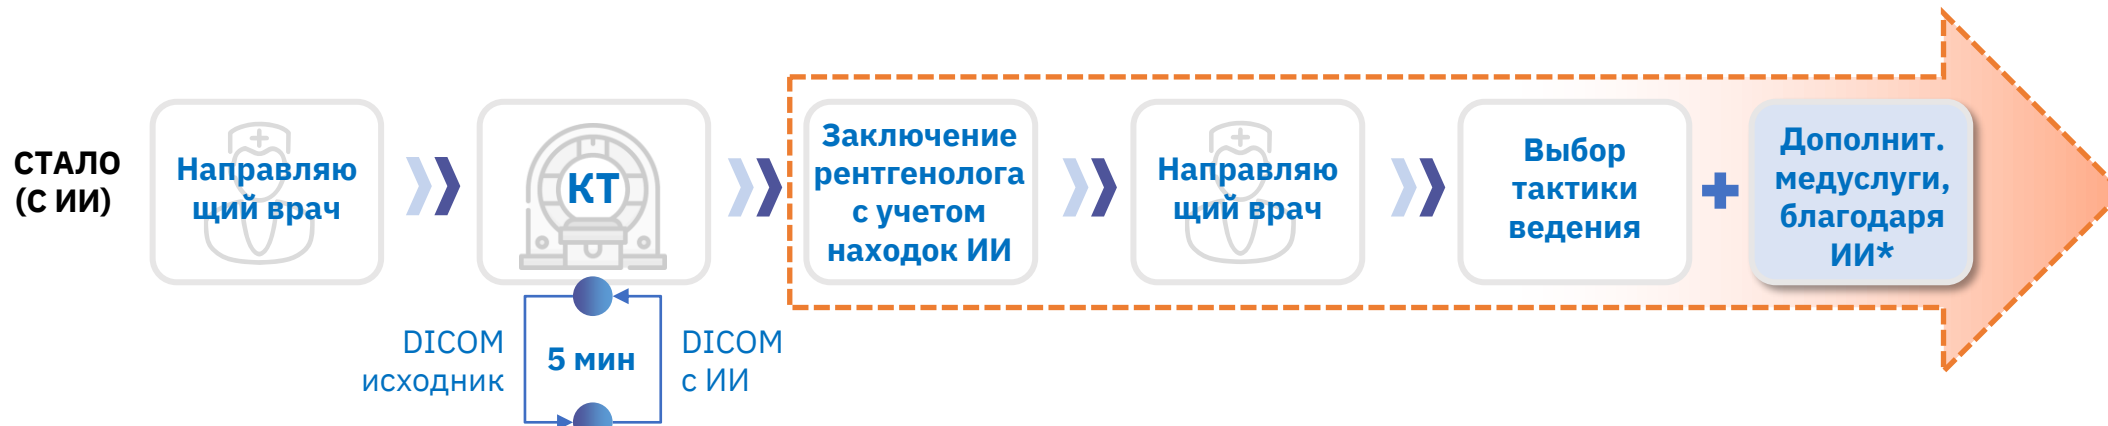 СТАЛО
(С ИИ)
Направляю
щий врач
КТ
Заключение
рентгенолога
с учетом
находок ИИ
Направляю
щий врач
Выбор
тактики
ведения
Дополнит.
медуслуги,
благодаря
ИИ*
DICOM
исходник
5 мин
DICOM
с ИИ